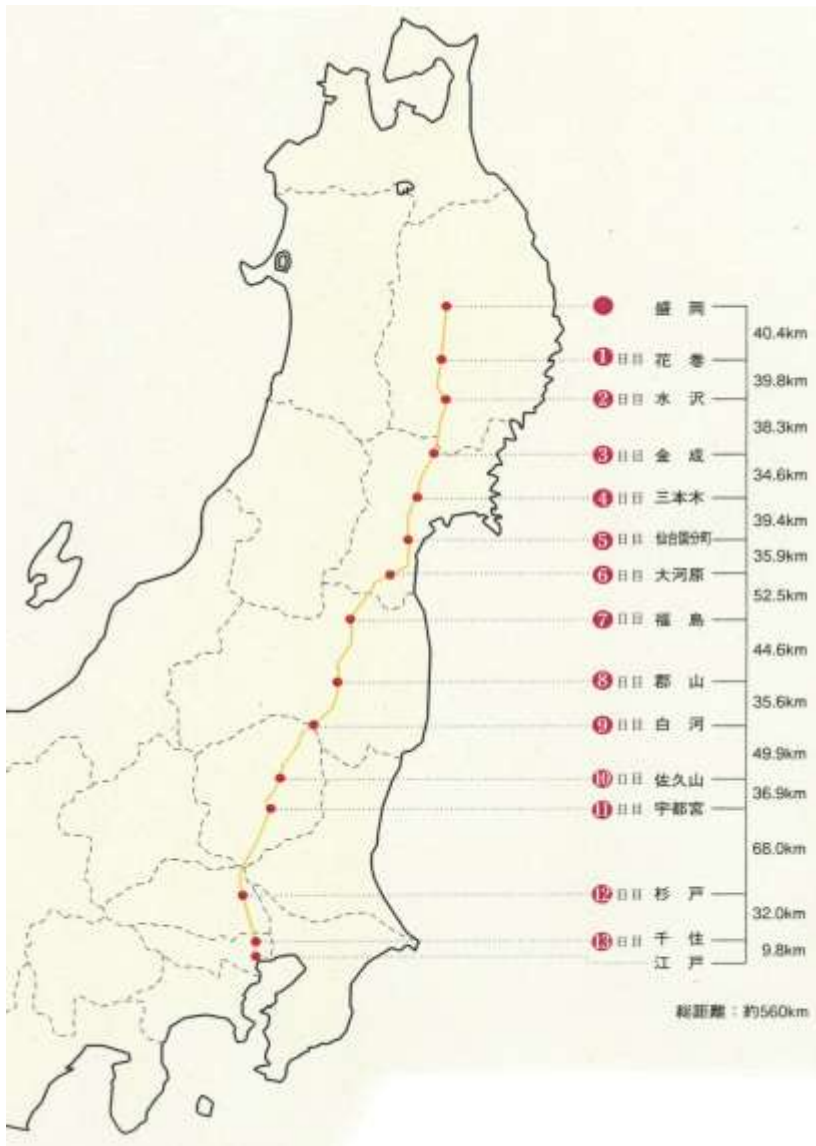 盛岡
40.4km
1日目 花巻
39.8km
2日目 水沢
38.3km
3日目 金成
34.6km
4日目 三本木
39.4km
5日目 仙台国分町
35.9km
6日目 大河原
52.5km
7日目 福島
44.6km
8日目 郡山
35.6km
9日目 白河
49.9km
10日目 佐久山
36.9km
11日目 宇都宮
68.0km
12日目 杉戸
32.0km
13日目 千住
9.8km
江戸
総距離：約560km